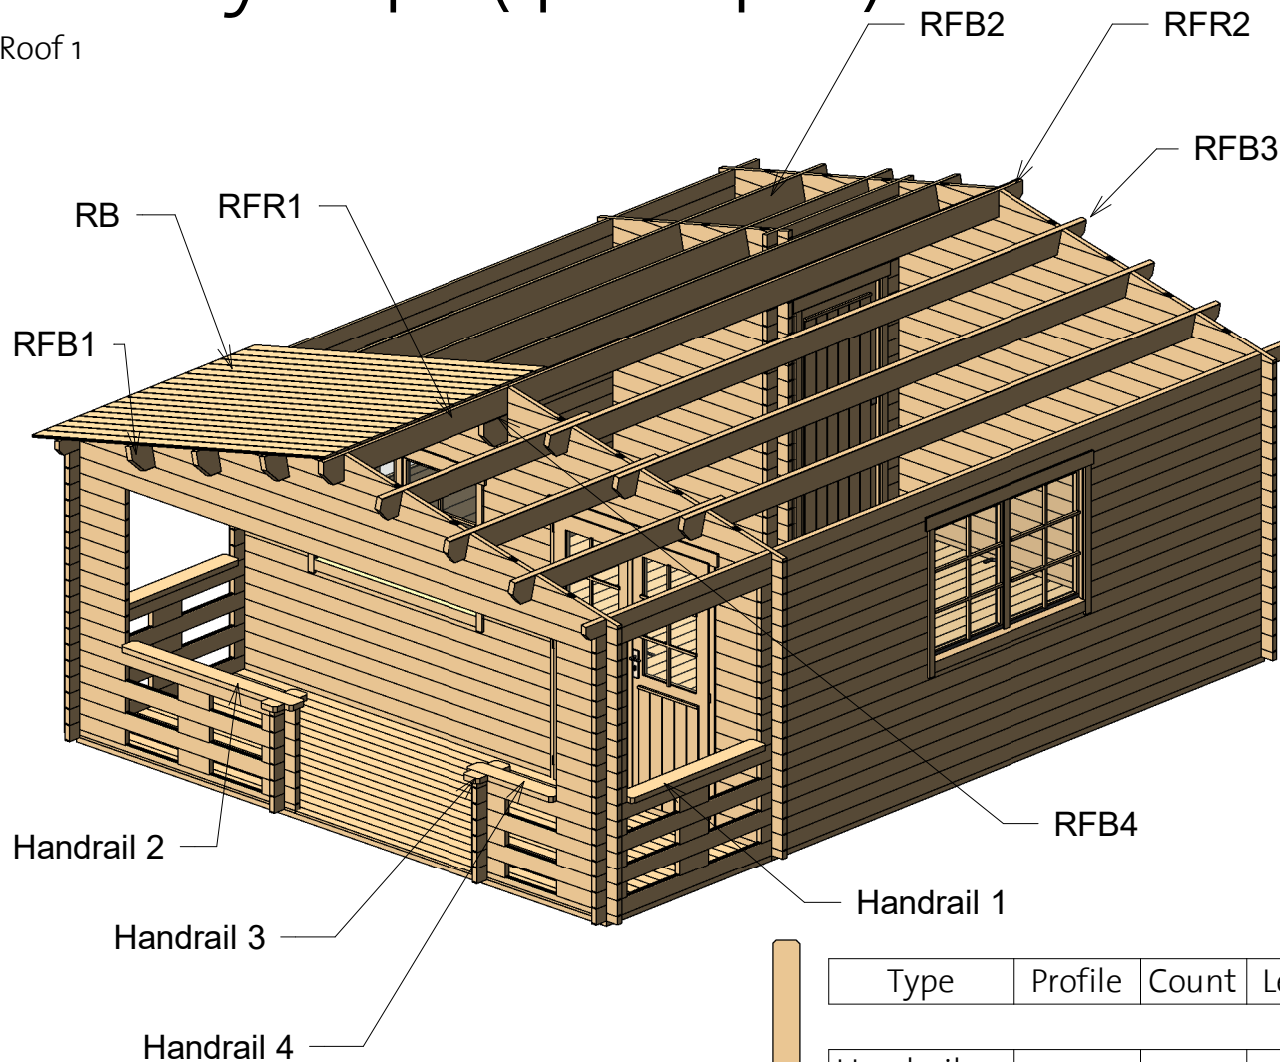 Roof 1
RFB2
RFR2
RFB3
RB
RFR1
RFB1
RFB4
Handrail 2
Handrail 1
Handrail 3
Handrail 4
Type Profile Count